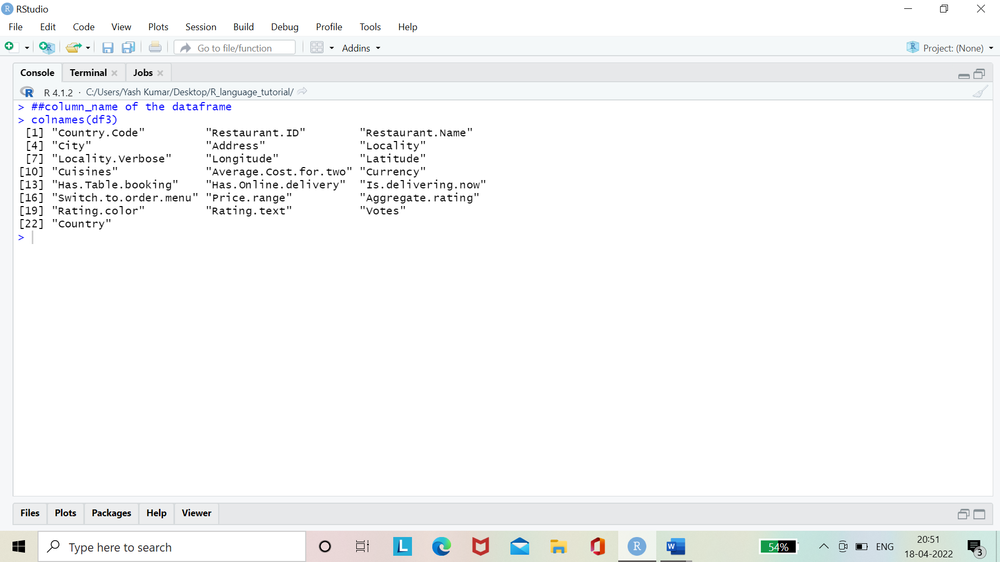 RStudio
File Edit Code View Plots Session Build Debug Profile Tools Help
Go to file/function Addins Project: (None)
Console Terminal Jobs
R 4.1.2 · C:/Users/Yash Kumar/Desktop/R_language_tutorial/
> ##column_name of the dataframe
> colnames(df3)
[1] "Country.Code" "Restaurant.ID" "Restaurant.Name"
[4] "City" "Address" "Locality"
[7] "Locality.Verbose" "Longitude" "Latitude"
[10] "Cuisines" "Average.Cost.for.two" "Currency"
[13] "Has.Table.booking" "Has.Online.delivery" "Is.delivering.now"
[16] "Switch.to.order.menu" "Price.range" "Aggregate.rating"
[19] "Rating.color" "Rating.text" "Votes"
[22] "Country"
>
Files Plots Packages Help Viewer
Type here to search L R W 54% ENG 20:51
18-04-2022 3